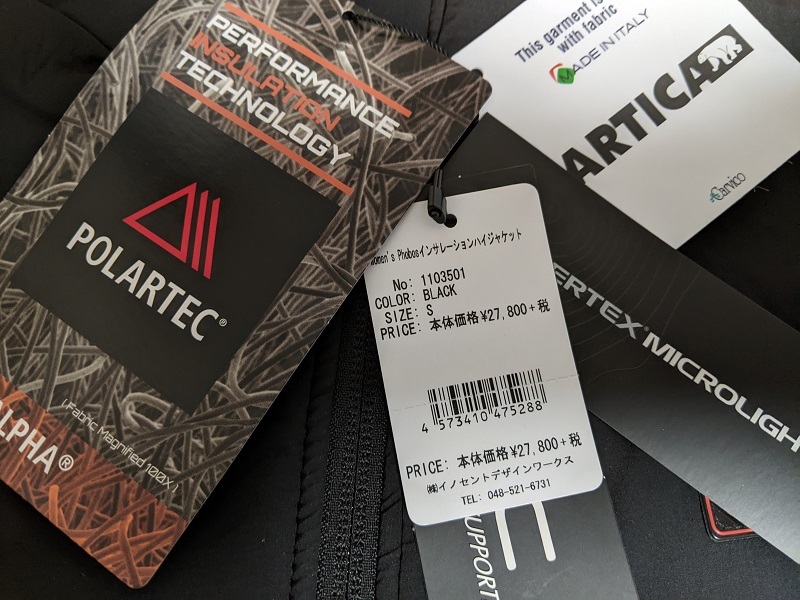 PERFORMANCE
INSULATION
TECHNOLOGY
POLARTEC®
ALPHA®
( Fabric Magnified 100X )
Women's Phobosインサレーションハイジャケット
No: 1103501
COLOR: BLACK
SIZE: S
PRICE: 本体価格¥27,800+税
4 573410 475288
PRICE: 本体価格¥27,800+税
㈱イノセントデザインワークス
TEL: 048-521-6731
This garment is
with fabric
MADE IN ITALY
ARTICA
Carvico
ERTEX® MICROLIGH
SUPPORT